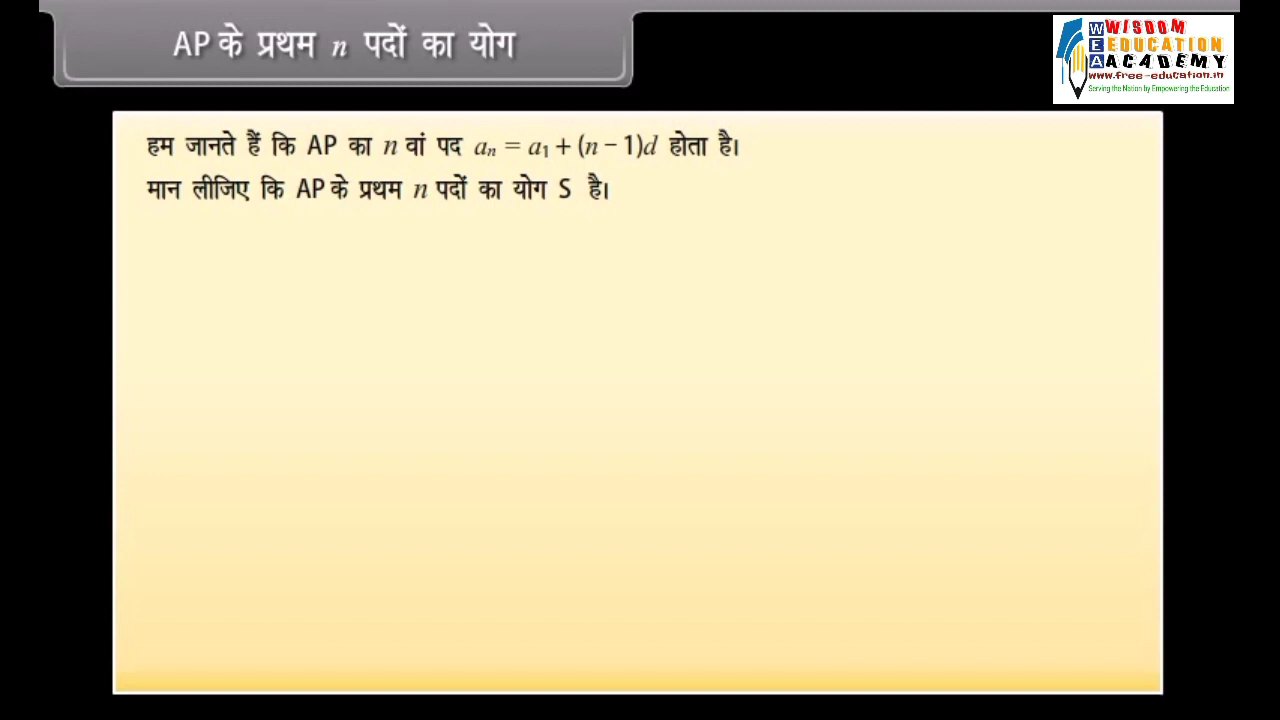 AP के प्रथम n पदों का योग
WEA
WISDOM
EDUCATION
ACADEMY
www.free-education.in
Serving the Nation by Empowering the Education
हम जानते हैं कि AP का n वां पद aₙ = a₁ + (n − 1)d होता है।
मान लीजिए कि AP के प्रथम n पदों का योग S है।